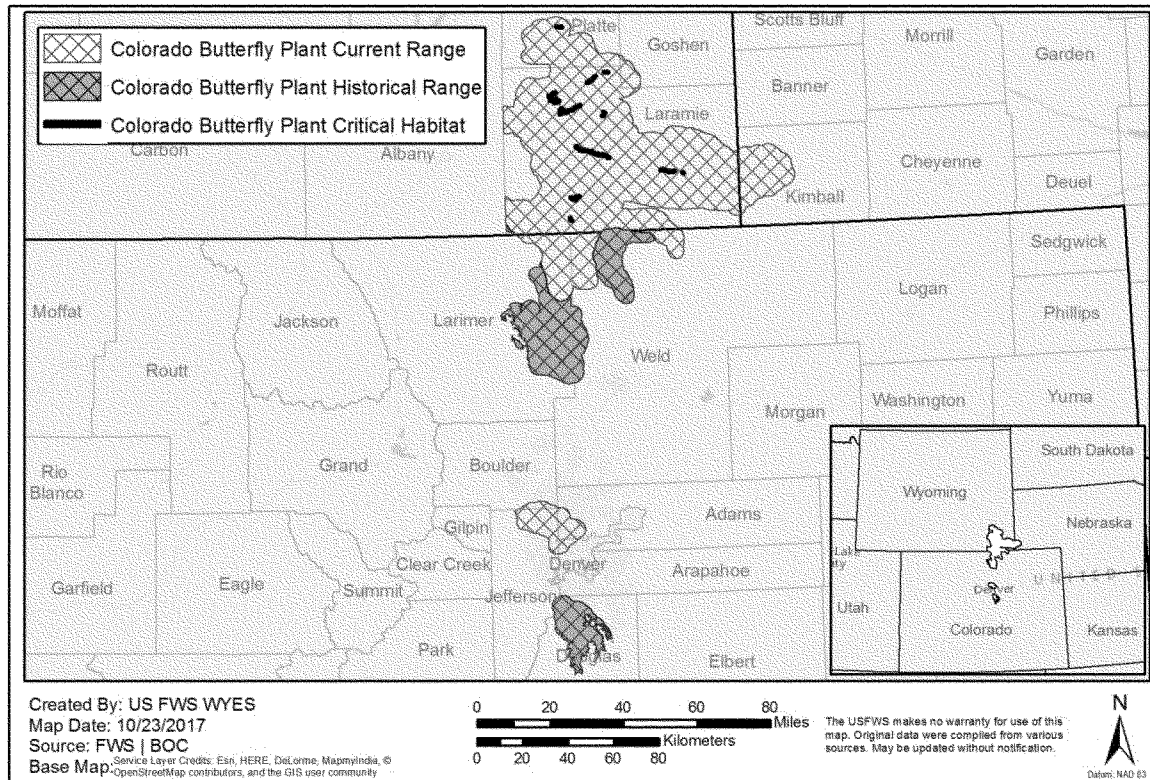 Colorado Butterfly Plant Current Range
Colorado Butterfly Plant Historical Range
Colorado Butterfly Plant Critical Habitat
Platte
Goshen
Scotts Bluff
Morrill
Garden
Banner
Laramie
Carbon
Albany
Cheyenne
Kimball
Deuel
Sedgwick
Logan
Moffat
Jackson
Larimer
Phillips
Routt
Weld
Morgan
Washington
Yuma
Rio
Blanco
Grand
Boulder
Gilpin
Adams
Clear Creek
Denver
Arapahoe
Garfield
Eagle
Summit
Jefferson
Park
Douglas
Elbert
South Dakota
Wyoming
Nebraska
Lake
Denver
U N I T E D
Utah
Colorado
Kansas
Created By: US FWS WYES
Map Date: 10/23/2017
Source: FWS | BOC
Base Map: Service Layer Credits: Esri, HERE, DeLorme, MapmyIndia, ©
OpenStreetMap contributors, and the GIS user community
0 20 40 60 80
Miles
Kilometers
0 20 40 60 80
The USFWS makes no warranty for use of this
map. Original data were compiled from various
sources. May be updated without notification.
N
Datum: NAD 83